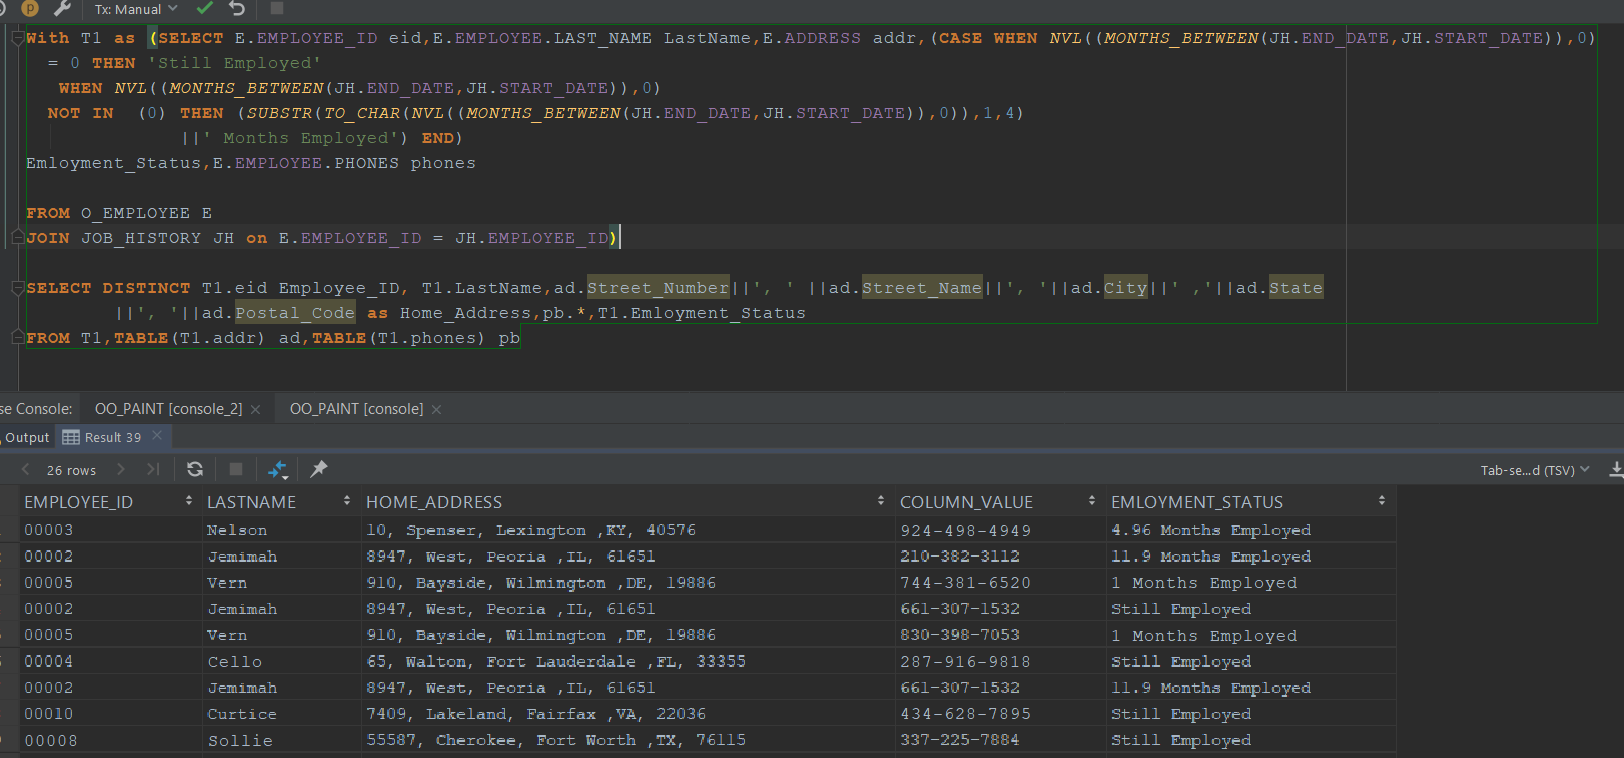 Tx: Manual
With T1 as (SELECT E.EMPLOYEE_ID eid,E.EMPLOYEE.LAST_NAME LastName,E.ADDRESS addr,(CASE WHEN NVL((MONTHS_BETWEEN(JH.END_DATE,JH.START_DATE)),0)
= 0 THEN 'Still Employed'
WHEN NVL((MONTHS_BETWEEN(JH.END_DATE,JH.START_DATE)),0)
NOT IN (0) THEN (SUBSTR(TO_CHAR(NVL((MONTHS_BETWEEN(JH.END_DATE,JH.START_DATE)),0)),1,4)
||' Months Employed') END)
Emloyment_Status,E.EMPLOYEE.PHONES phones
FROM O_EMPLOYEE E
JOIN JOB_HISTORY JH on E.EMPLOYEE_ID = JH.EMPLOYEE_ID)
SELECT DISTINCT T1.eid Employee_ID, T1.LastName,ad.Street_Number||', ' ||ad.Street_Name||', '||ad.City||' ,'||ad.State
||', '||ad.Postal_Code as Home_Address,pb.*,T1.Emloyment_Status
FROM T1,TABLE(T1.addr) ad,TABLE(T1.phones) pb
se Console: OO_PAINT [console_2] OO_PAINT [console]
Output Result 39
26 rows Tab-se...d (TSV)
EMPLOYEE_ID LASTNAME HOME_ADDRESS COLUMN_VALUE EMLOYMENT_STATUS
00003 Nelson 10, Spenser, Lexington ,KY, 40576 924-498-4949 4.96 Months Employed
00002 Jemimah 8947, West, Peoria ,IL, 61651 210-382-3112 11.9 Months Employed
00005 Vern 910, Bayside, Wilmington ,DE, 19886 744-381-6520 1 Months Employed
00002 Jemimah 8947, West, Peoria ,IL, 61651 661-307-1532 Still Employed
00005 Vern 910, Bayside, Wilmington ,DE, 19886 830-398-7053 1 Months Employed
00004 Cello 65, Walton, Fort Lauderdale ,FL, 33355 287-916-9818 Still Employed
00002 Jemimah 8947, West, Peoria ,IL, 61651 661-307-1532 11.9 Months Employed
00010 Curtice 7409, Lakeland, Fairfax ,VA, 22036 434-628-7895 Still Employed
00008 Sollie 55587, Cherokee, Fort Worth ,TX, 76115 337-225-7884 Still Employed